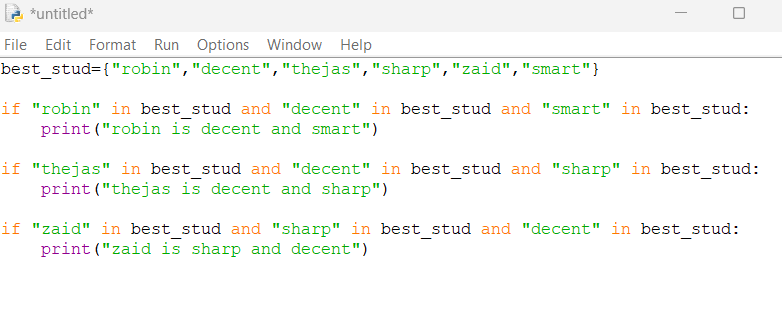 *untitled*
File Edit Format Run Options Window Help
best_stud={"robin","decent","thejas","sharp","zaid","smart"}
if "robin" in best_stud and "decent" in best_stud and "smart" in best_stud:
    print("robin is decent and smart")
if "thejas" in best_stud and "decent" in best_stud and "sharp" in best_stud:
    print("thejas is decent and sharp")
if "zaid" in best_stud and "sharp" in best_stud and "decent" in best_stud:
    print("zaid is sharp and decent")